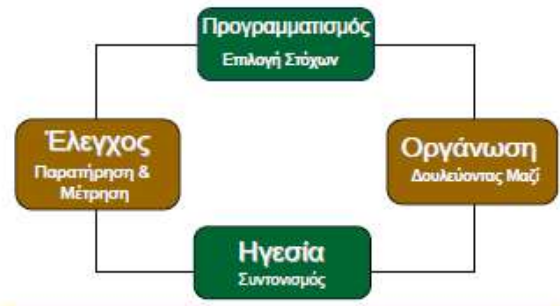 Προγραμματισμός
Επιλογή Στόχων
Έλεγχος
Παρατήρηση &
Μέτρηση
Οργάνωση
Δουλεύοντας Μαζί
Ηγεσία
Συντονισμός